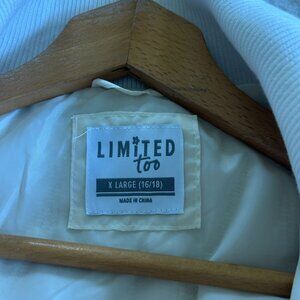 LIMITED
too
X LARGE (16/18)
MADE IN CHINA